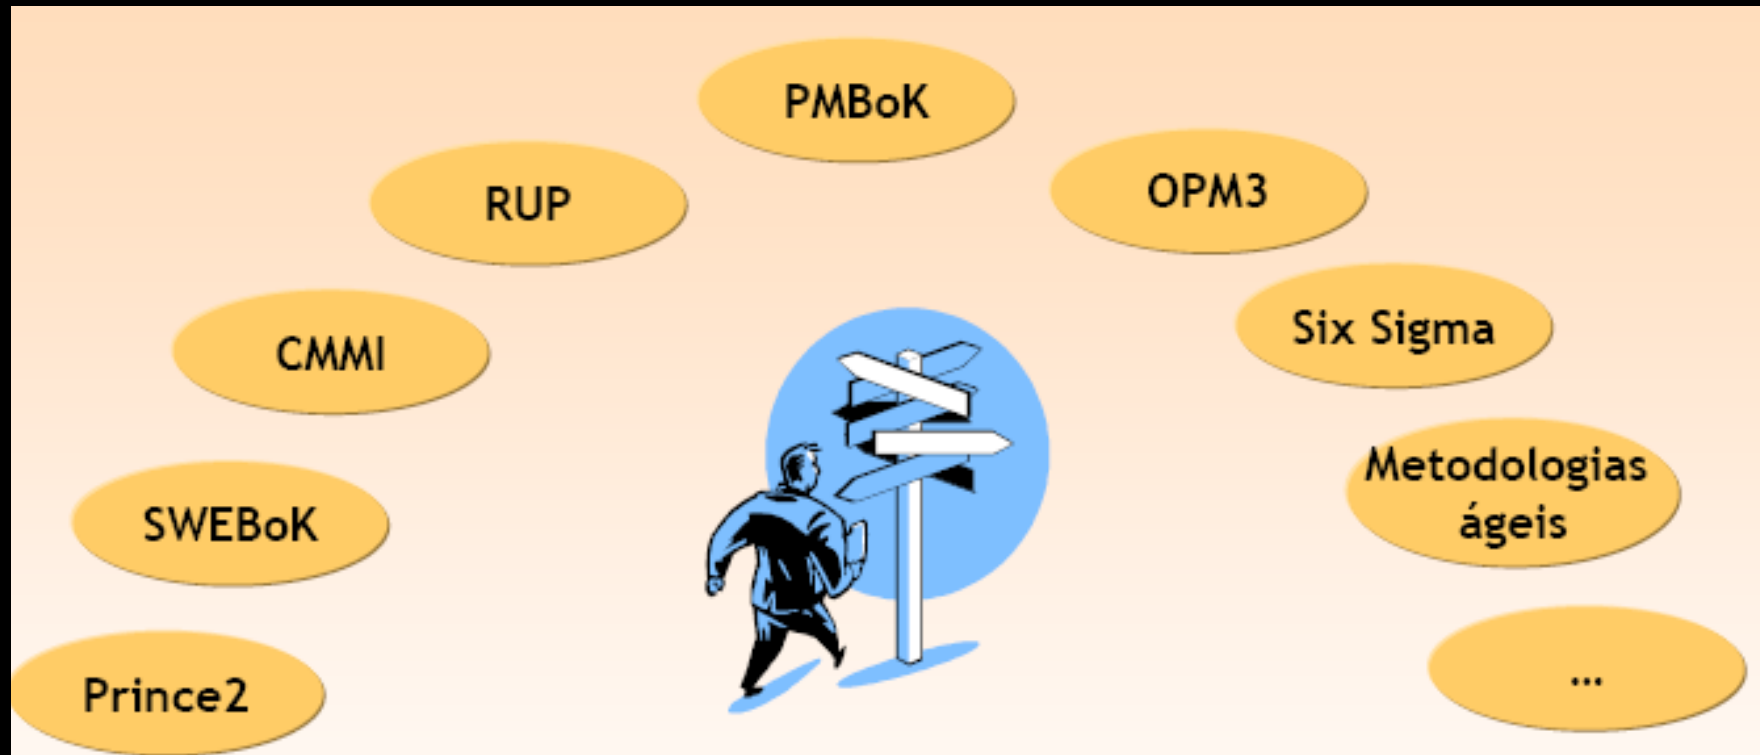 PMBoK
RUP
OPM3
CMMI
Six Sigma
SWEBoK
Metodologias
ágeis
Prince2
...